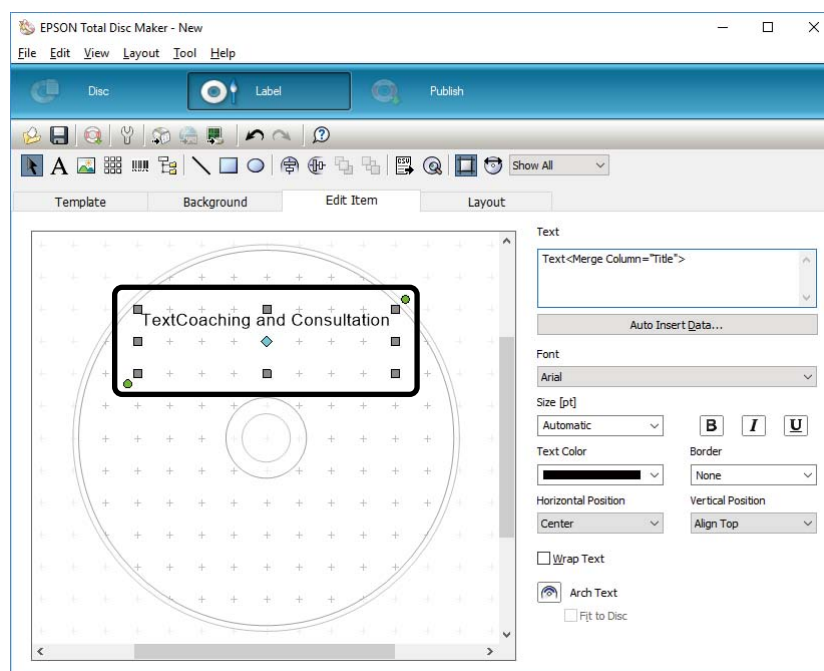 EPSON Total Disc Maker - New
File Edit View Layout Tool Help
Disc Label Publish
Show All
Template Background Edit Item Layout
Text
Text<Merge Column="Title">
TextCoaching and Consultation
Auto Insert Data...
Font
Arial
Size [pt]
Automatic B I U
Text Color Border
None
Horizontal Position Vertical Position
Center Align Top
Wrap Text
Arch Text
Fit to Disc